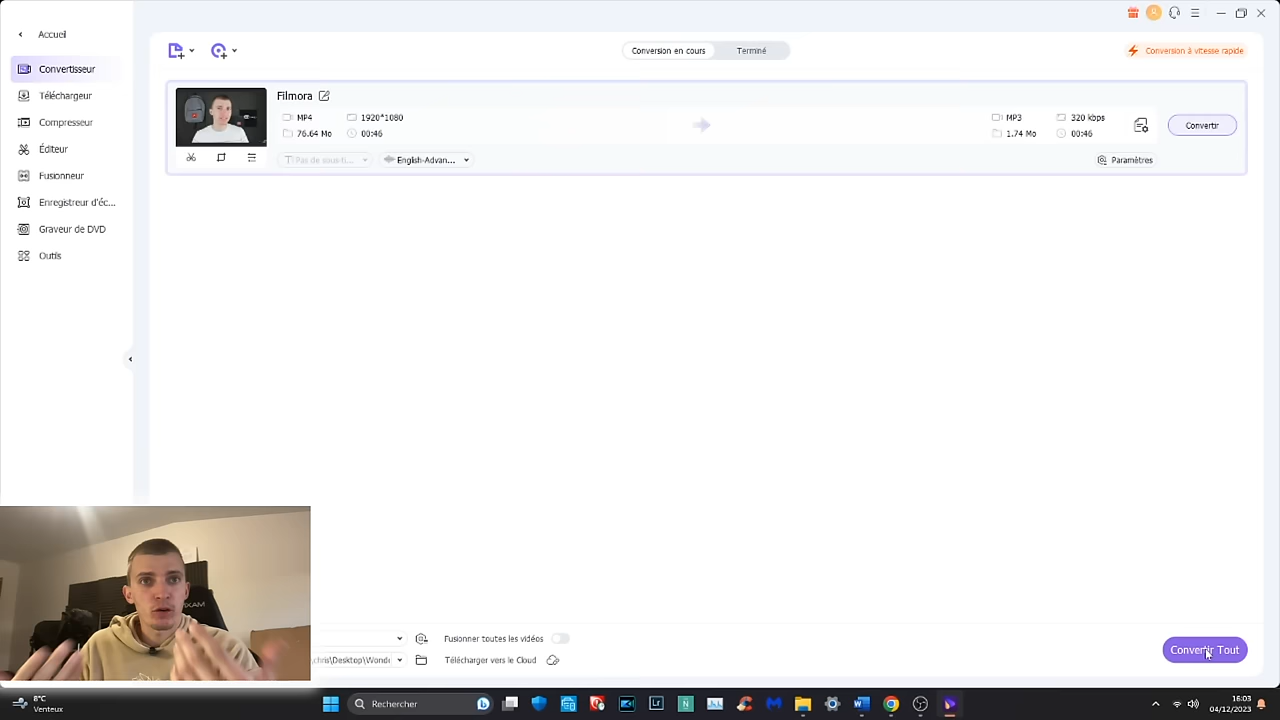 Accueil
Convertisseur
Téléchargeur
Compresseur
Éditeur
Fusionneur
Enregistreur d'éc...
Graveur de DVD
Outils
Conversion en cours
Terminé
Conversion à vitesse rapide
Filmora
MP4
1920*1080
76.64 Mo
00:46
MP3
320 kbps
1.74 Mo
00:46
Convertir
English-Advan...
Paramètres
Fusionner toutes les vidéos
Convertir Tout
\chris\Desktop\Wonde
Télécharger vers le Cloud
8°C
Venteux
Rechercher
16:03
04/12/2023